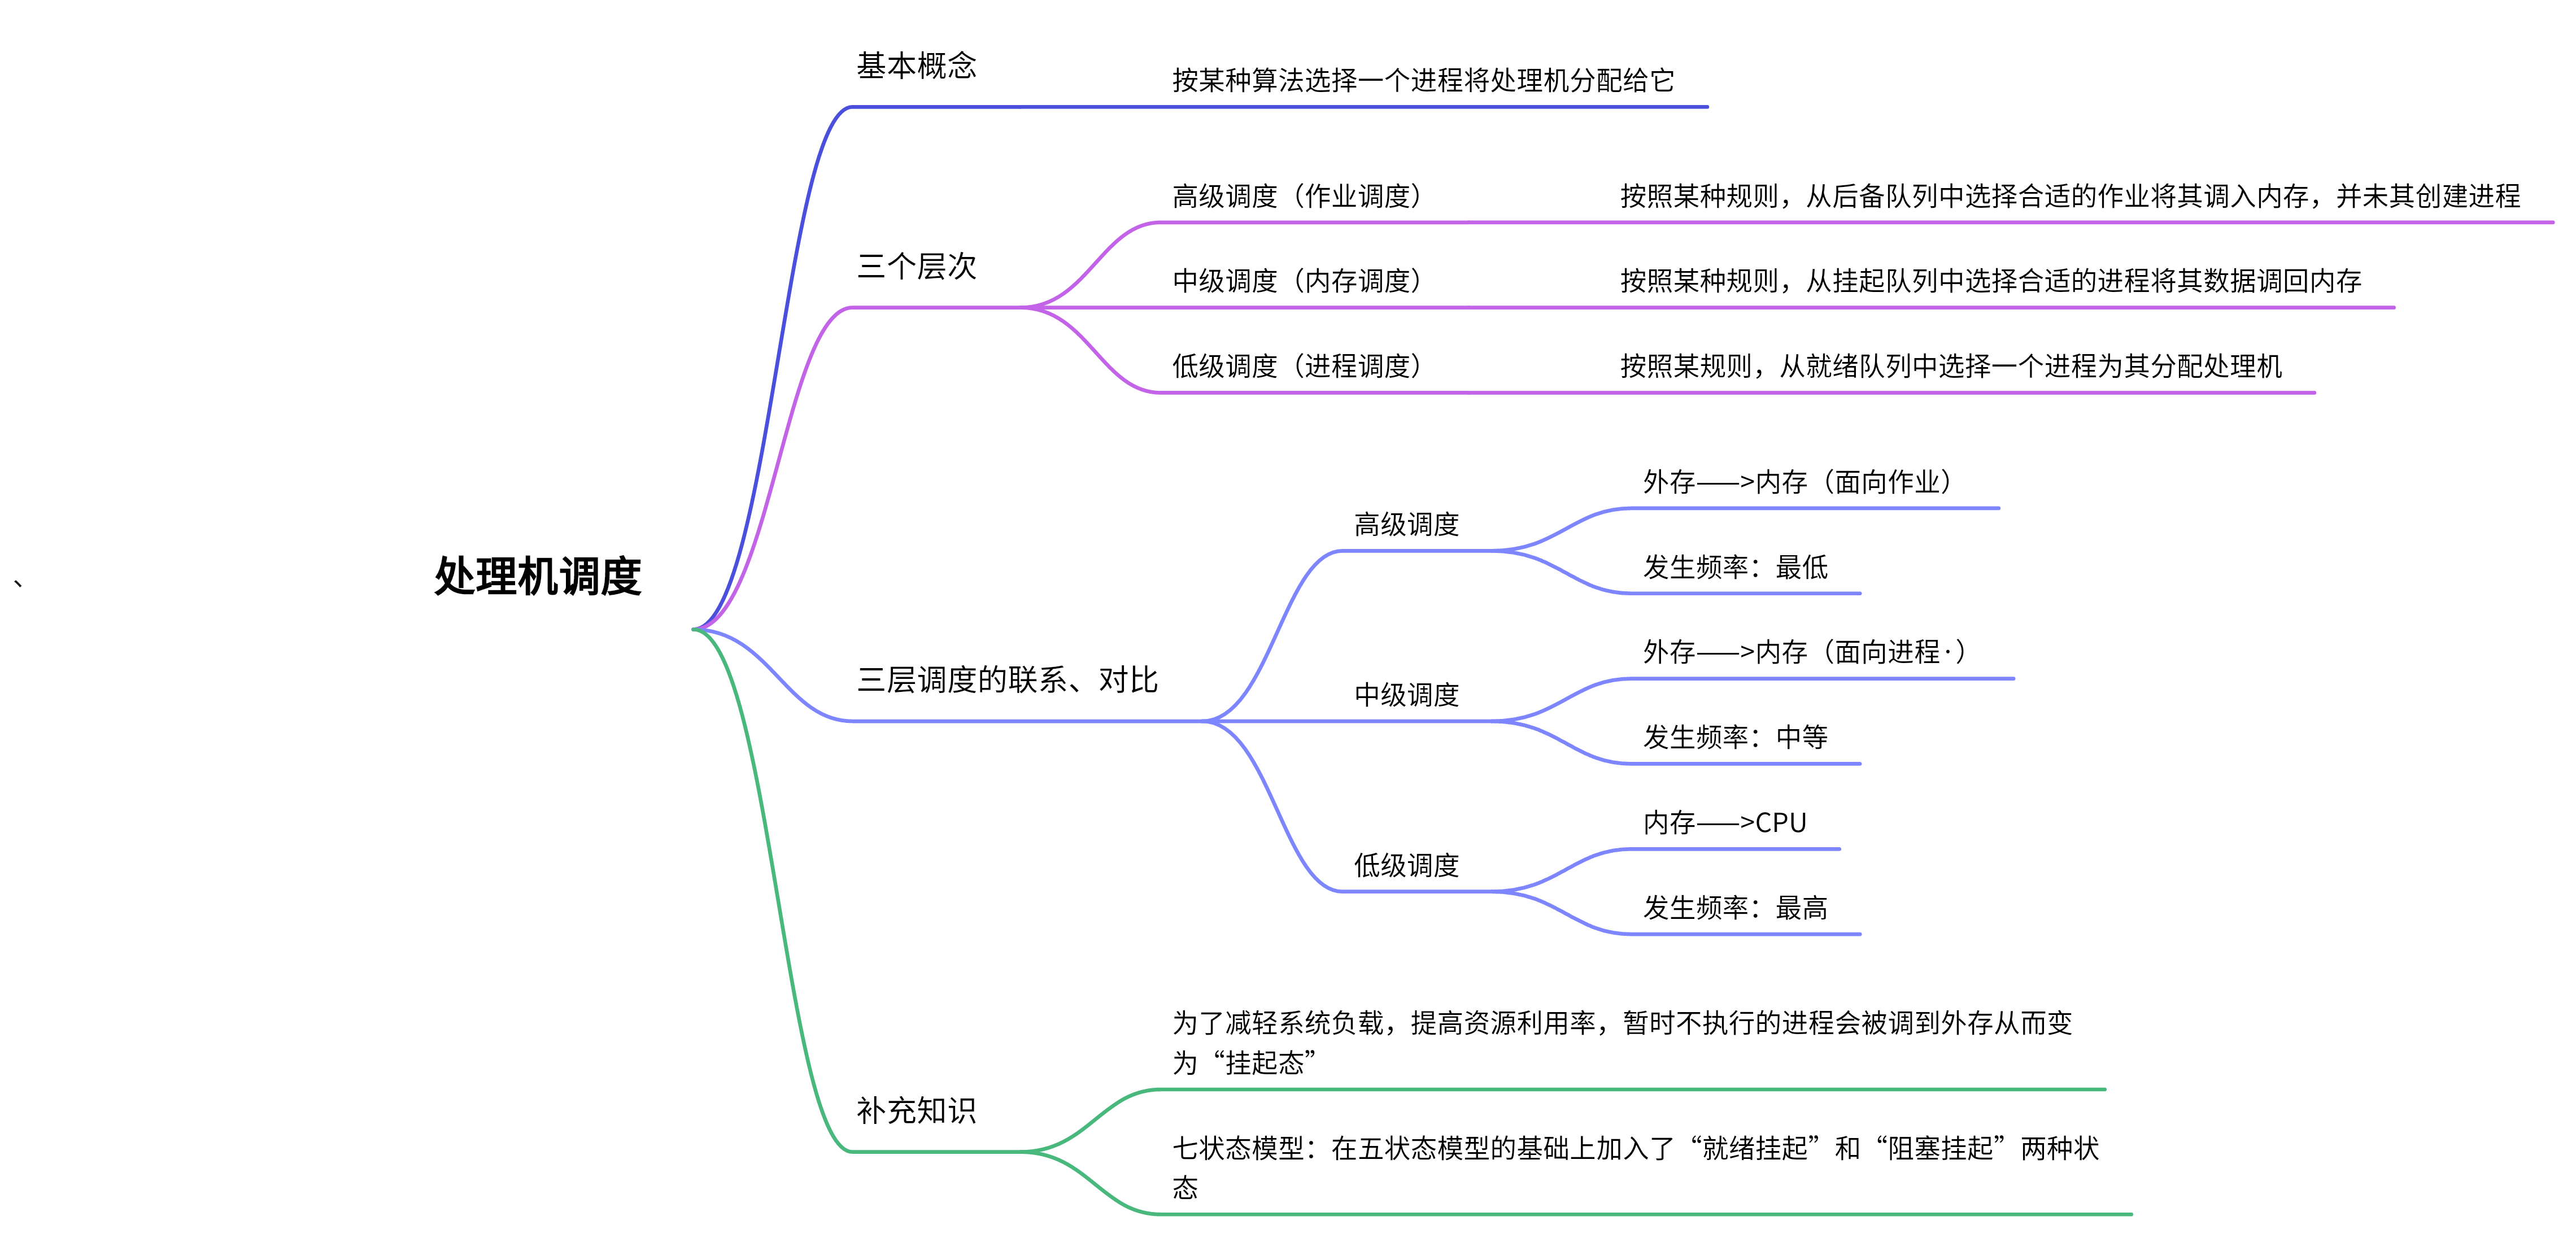 基本概念
按某种算法选择一个进程将处理机分配给它
三个层次
高级调度（作业调度）
按照某种规则，从后备队列中选择合适的作业将其调入内存，并未其创建进程
中级调度（内存调度）
按照某种规则，从挂起队列中选择合适的进程将其数据调回内存
低级调度（进程调度）
按照某规则，从就绪队列中选择一个进程为其分配处理机
、
处理机调度
三层调度的联系、对比
高级调度
外存——>内存（面向作业）
发生频率：最低
中级调度
外存——>内存（面向进程·）
发生频率：中等
低级调度
内存——>CPU
发生频率：最高
补充知识
为了减轻系统负载，提高资源利用率，暂时不执行的进程会被调到外存从而变
为“挂起态”
七状态模型：在五状态模型的基础上加入了“就绪挂起”和“阻塞挂起”两种状
态